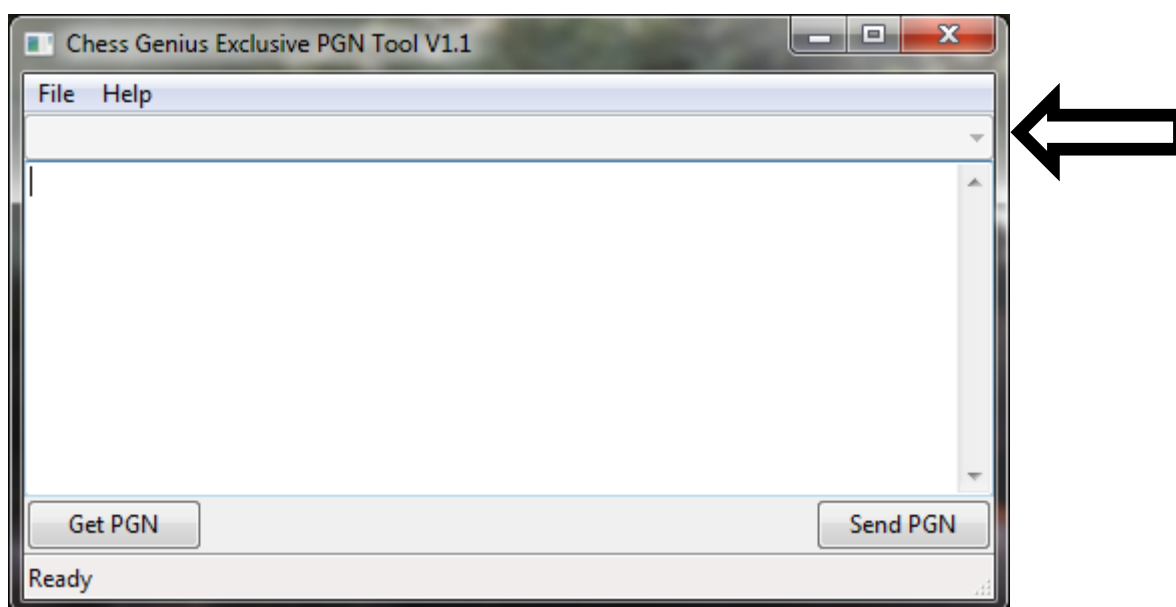 Chess Genius Exclusive PGN Tool V1.1
File Help
Get PGN Send PGN
Ready